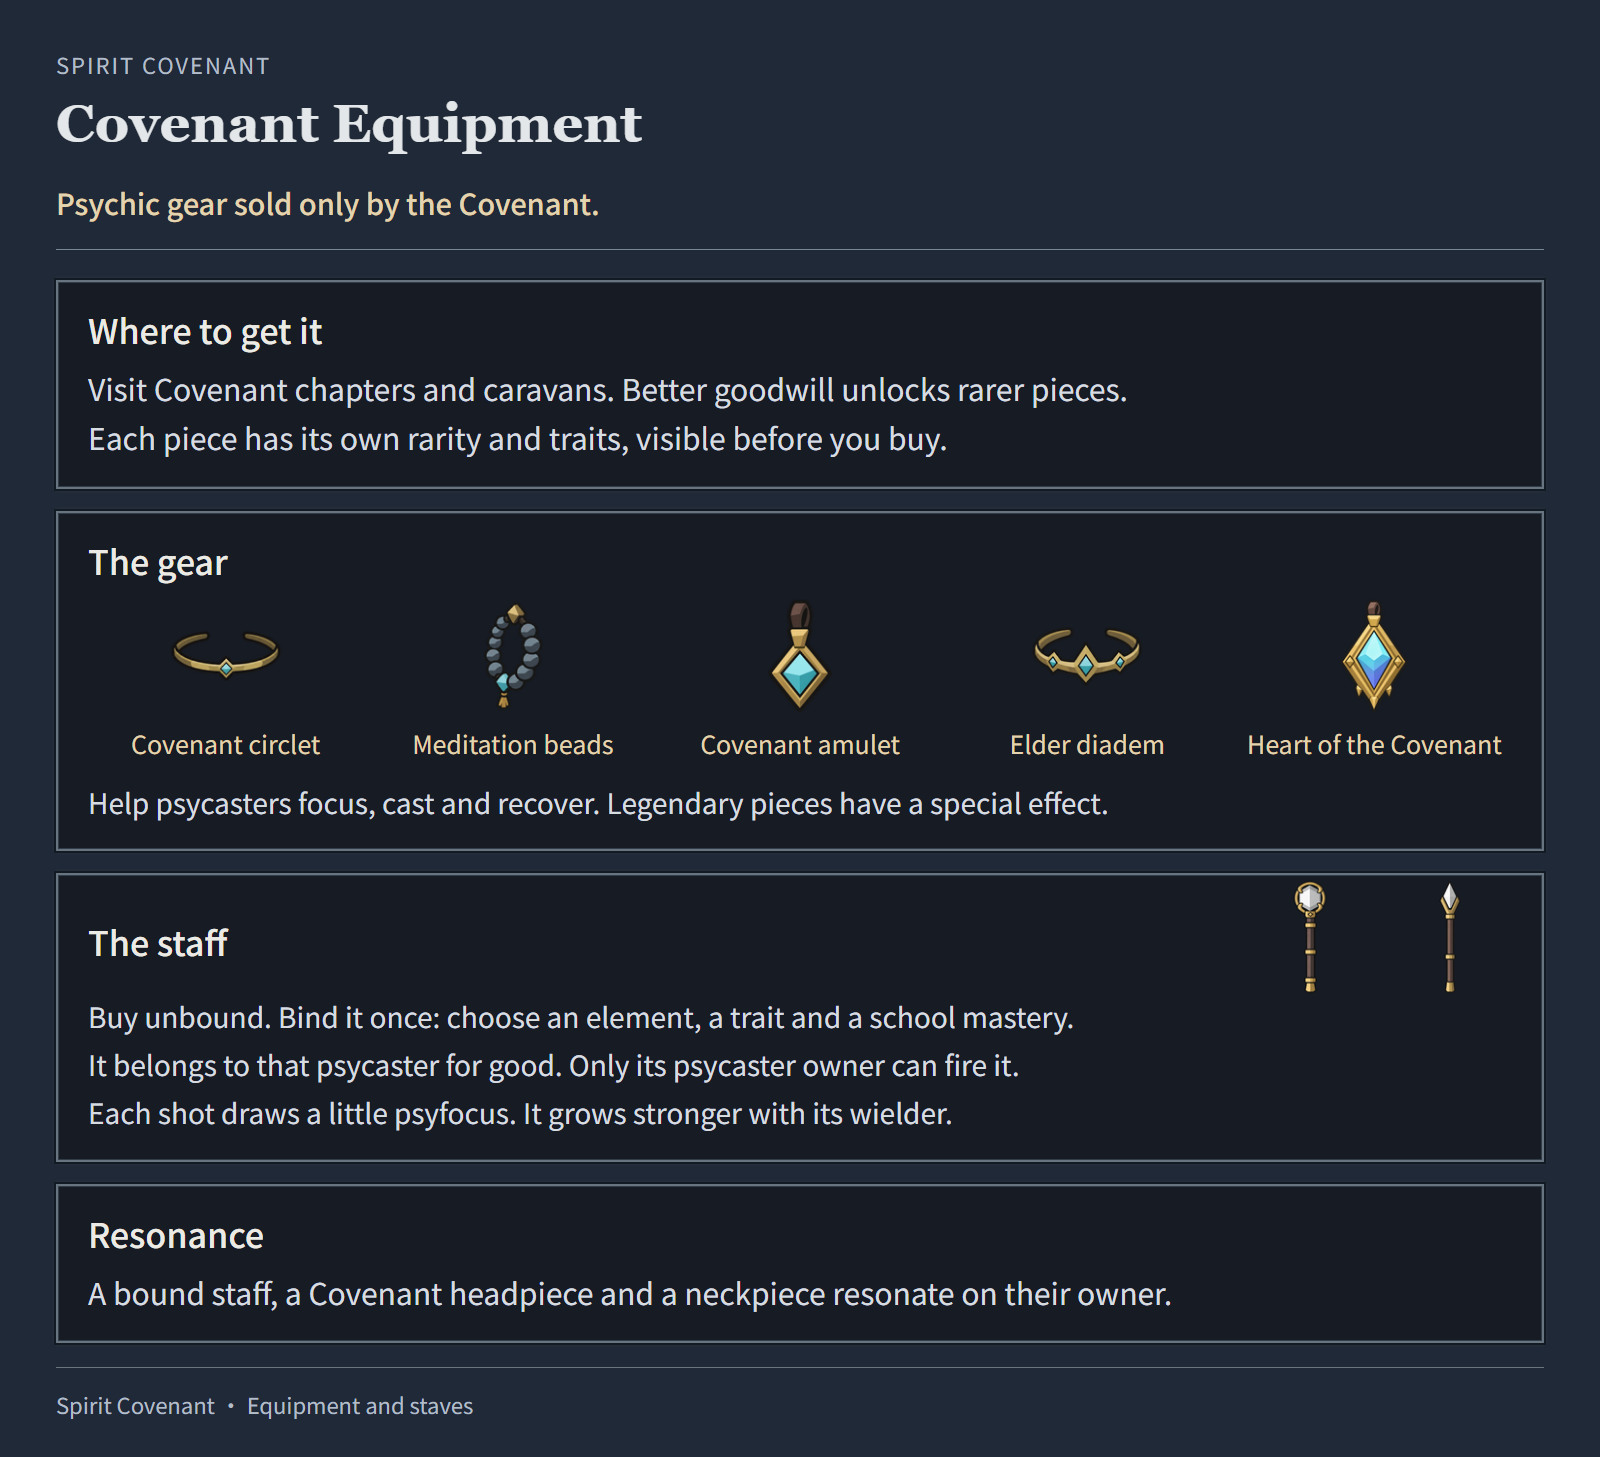 SPIRIT COVENANT
Covenant Equipment
Psychic gear sold only by the Covenant.
Where to get it
Visit Covenant chapters and caravans. Better goodwill unlocks rarer pieces.
Each piece has its own rarity and traits, visible before you buy.
The gear
Covenant circlet
Meditation beads
Covenant amulet
Elder diadem
Heart of the Covenant
Help psycasters focus, cast and recover. Legendary pieces have a special effect.
The staff
Buy unbound. Bind it once: choose an element, a trait and a school mastery.
It belongs to that psycaster for good. Only its psycaster owner can fire it.
Each shot draws a little psyfocus. It grows stronger with its wielder.
Resonance
A bound staff, a Covenant headpiece and a neckpiece resonate on their owner.
Spirit Covenant • Equipment and staves